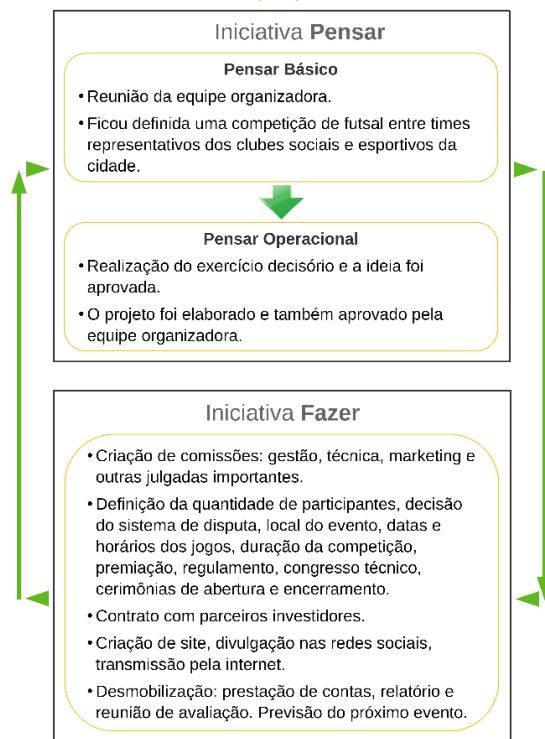 Iniciativa Pensar
Pensar Básico
• Reunião da equipe organizadora.
• Ficou definida uma competição de futsal entre times
representativos dos clubes sociais e esportivos da
cidade.
Pensar Operacional
• Realização do exercício decisório e a ideia foi
aprovada.
• O projeto foi elaborado e também aprovado pela
equipe organizadora.
Iniciativa Fazer
• Criação de comissões: gestão, técnica, marketing e
outras julgadas importantes.
• Definição da quantidade de participantes, decisão
do sistema de disputa, local do evento, datas e
horários dos jogos, duração da competição,
premiação, regulamento, congresso técnico,
cerimônias de abertura e encerramento.
• Contrato com parceiros investidores.
• Criação de site, divulgação nas redes sociais,
transmissão pela internet.
• Desmobilização: prestação de contas, relatório e
reunião de avaliação. Previsão do próximo evento.